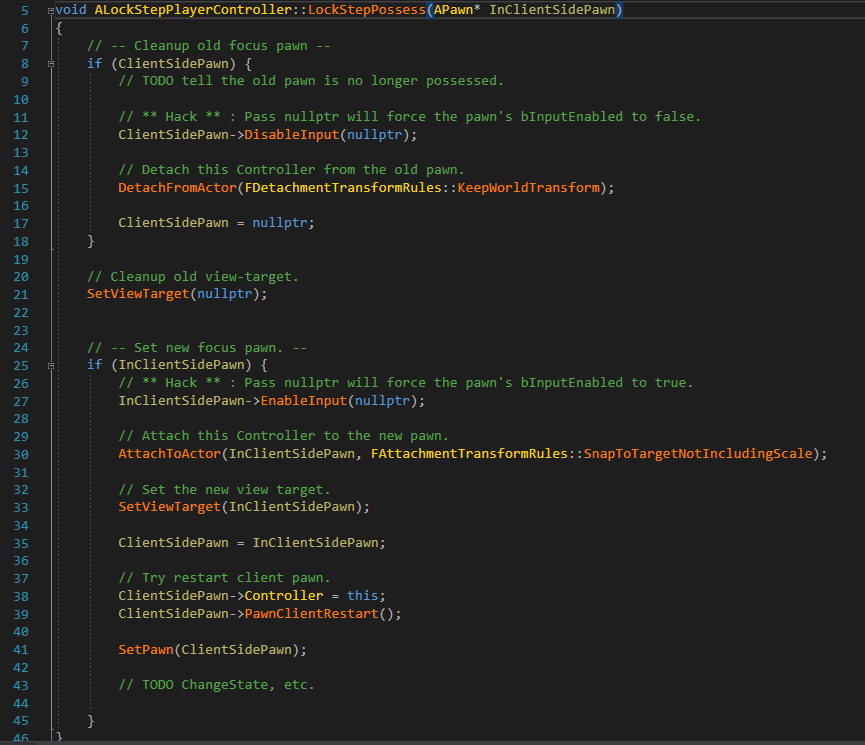 5 void ALockStepPlayerController::LockStepPossess(APawn* InClientSidePawn)
6 {
7 // -- Cleanup old focus pawn --
8 if (ClientSidePawn) {
9 // TODO tell the old pawn is no longer possessed.
10
11 // ** Hack ** : Pass nullptr will force the pawn's bInputEnabled to false.
12 ClientSidePawn->DisableInput(nullptr);
13
14 // Detach this Controller from the old pawn.
15 DetachFromActor(FDetachmentTransformRules::KeepWorldTransform);
16
17 ClientSidePawn = nullptr;
18 }
19
20 // Cleanup old view-target.
21 SetViewTarget(nullptr);
22
23
24 // -- Set new focus pawn. --
25 if (InClientSidePawn) {
26 // ** Hack ** : Pass nullptr will force the pawn's bInputEnabled to true.
27 InClientSidePawn->EnableInput(nullptr);
28
29 // Attach this Controller to the new pawn.
30 AttachToActor(InClientSidePawn, FAttachmentTransformRules::SnapToTargetNotIncludingScale);
31
32 // Set the new view target.
33 SetViewTarget(InClientSidePawn);
34
35 ClientSidePawn = InClientSidePawn;
36
37 // Try restart client pawn.
38 ClientSidePawn->Controller = this;
39 ClientSidePawn->PawnClientRestart();
40
41 SetPawn(ClientSidePawn);
42
43 // TODO ChangeState, etc.
44
45 }
46 }